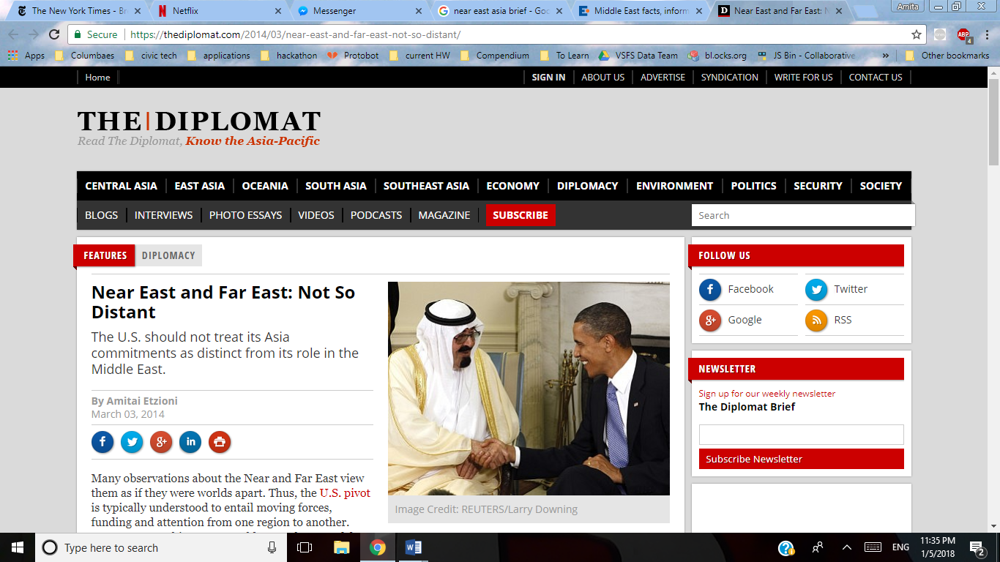 The New York Times - Br
Netflix
Messenger
near east asia brief - Goo
Middle East facts, inform
Near East and Far East: N
Amita
Secure
https://thediplomat.com/2014/03/near-east-and-far-east-not-so-distant/
ABP
4
Apps
Columbaes
civic tech
applications
hackathon
Protobot
current HW
Compendium
To Learn
VSFS Data Team
bl.ocks.org
JS Bin - Collaborative
»
Other bookmarks
Home
SIGN IN
ABOUT US
ADVERTISE
SYNDICATION
WRITE FOR US
CONTACT US
THE|DIPLOMAT
Read The Diplomat, Know the Asia-Pacific
CENTRAL ASIA
EAST ASIA
OCEANIA
SOUTH ASIA
SOUTHEAST ASIA
ECONOMY
DIPLOMACY
ENVIRONMENT
POLITICS
SECURITY
SOCIETY
BLOGS
INTERVIEWS
PHOTO ESSAYS
VIDEOS
PODCASTS
MAGAZINE
SUBSCRIBE
Search
FEATURES
DIPLOMACY
Near East and Far East: Not So
Distant
The U.S. should not treat its Asia
commitments as distinct from its role in the
Middle East.
By Amitai Etzioni
March 03, 2014
Many observations about the Near and Far East view
them as if they were worlds apart. Thus, the U.S. pivot
is typically understood to entail moving forces,
funding and attention from one region to another.
Image Credit: REUTERS/Larry Downing
FOLLOW US
Facebook
Twitter
Google
RSS
NEWSLETTER
Sign up for our weekly newsletter
The Diplomat Brief
Subscribe Newsletter
Type here to search
ENG
11:35 PM
1/5/2018
2